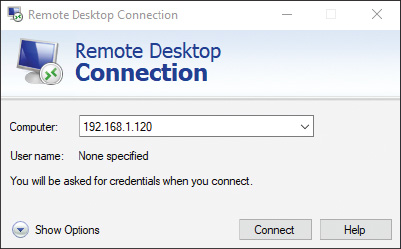 Remote Desktop Connection
Remote Desktop
Connection
Computer: 192.168.1.120
User name: None specified
You will be asked for credentials when you connect.
Show Options Connect Help